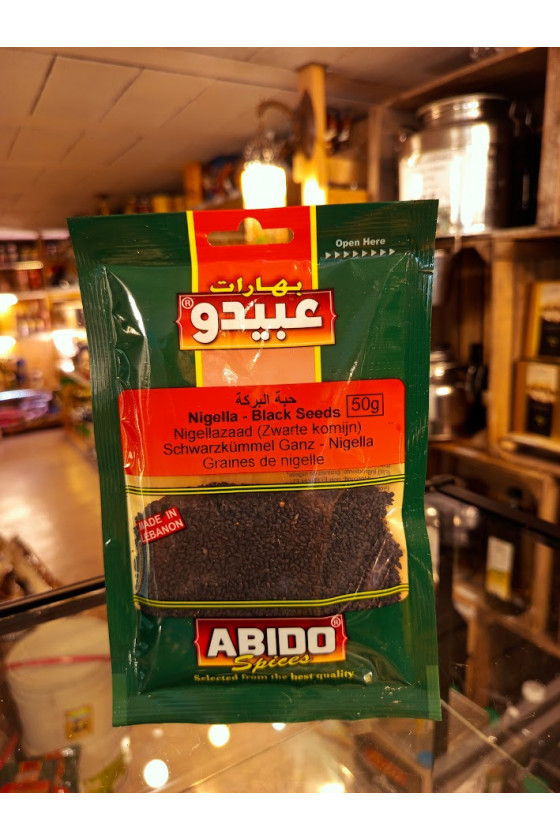 Open Here
بهارات
عبيدو®
حبة البركة
Nigella - Black Seeds 50g
Nigellazaad (Zwarte komijn)
Schwarzkümmel Ganz - Nigella
Graines de nigelle
MADE IN
LEBANON
ABIDO®
Spices
Selected from the best quality